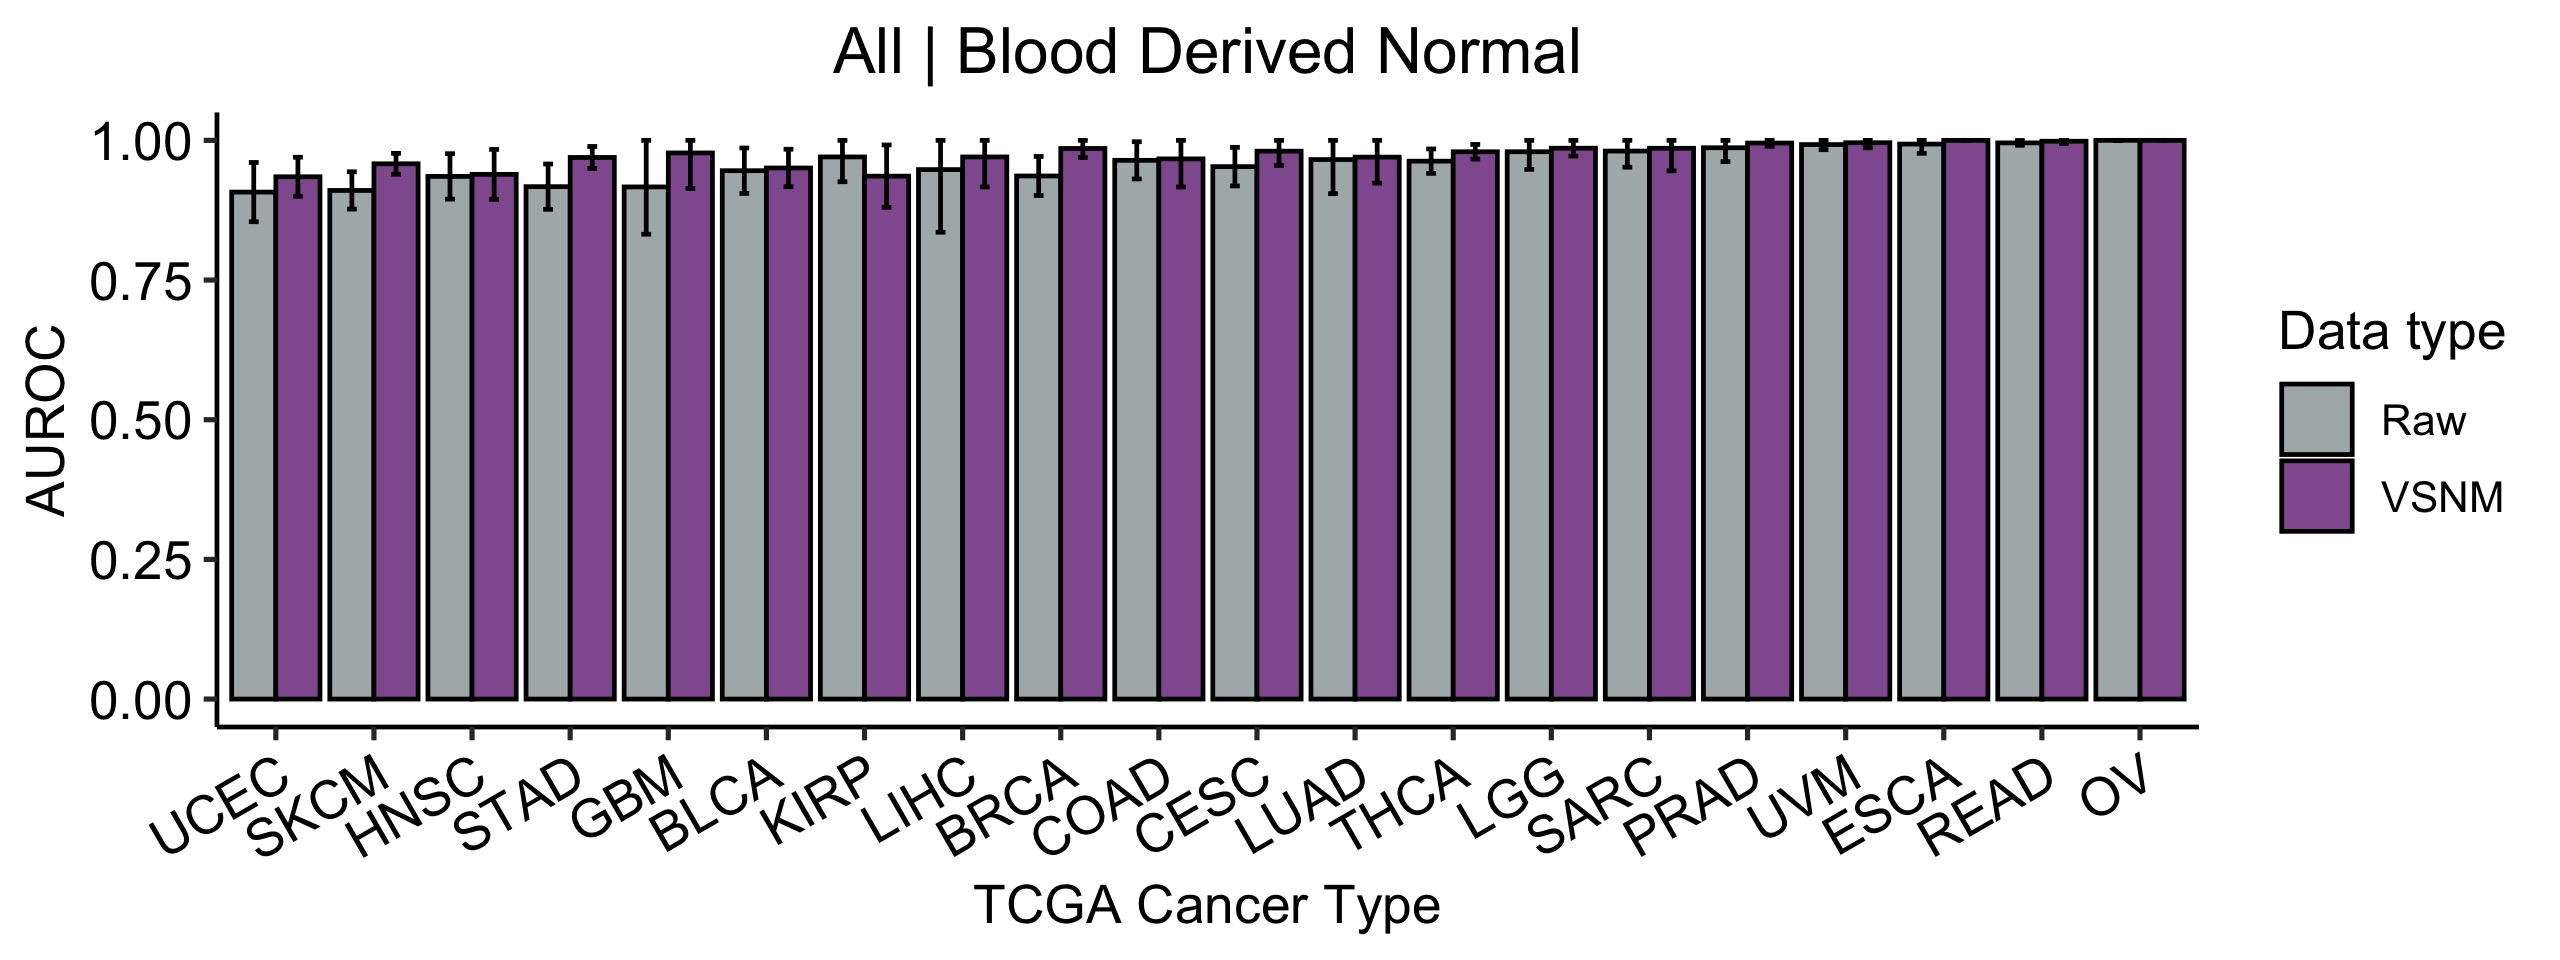 All | Blood Derived Normal
AUROC
1.00
0.75
0.50
0.25
0.00
UCEC
SKCM
HNSC
STAD
GBM
BLCA
KIRP
LIHC
BRCA
COAD
CESC
LUAD
THCA
LGG
SARC
PRAD
UVM
ESCA
READ
OV
TCGA Cancer Type
Data type
Raw
VSNM